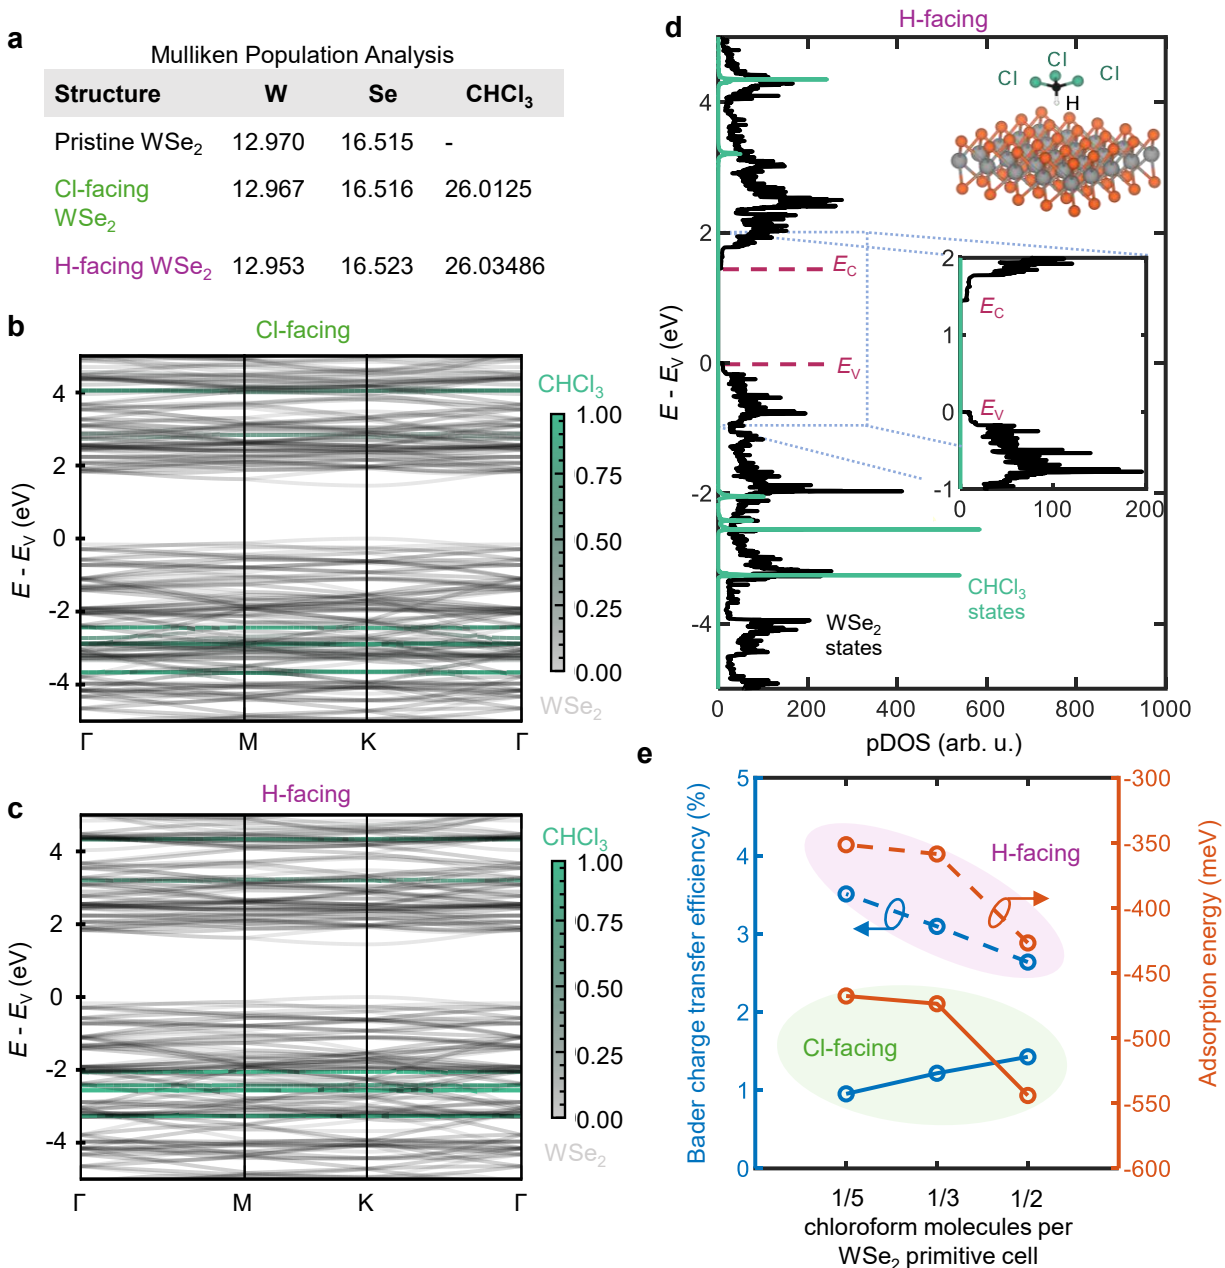 a
Mulliken Population Analysis
Structure W Se CHCl3
Pristine WSe2 12.970 16.515 -
Cl-facing WSe2 12.967 16.516 26.0125
H-facing WSe2 12.953 16.523 26.03486
b
Cl-facing
E - EV (eV)
4
2
0
-2
-4
Γ M K Γ
CHCl3
1.00
0.75
0.50
0.25
0.00
WSe2
c
H-facing
E - EV (eV)
4
2
0
-2
-4
Γ M K Γ
CHCl3
1.00
0.75
0.50
0.25
0.00
WSe2
d
H-facing
E - EV (eV)
4
2
0
-2
-4
0 200 400 600 800 1000
pDOS (arb. u.)
Cl
Cl
Cl
H
EC
EV
2
1
0
-1
0 100 200
EC
EV
CHCl3
states
WSe2
states
e
Bader charge transfer efficiency (%)
5
4
3
2
1
0
H-facing
Cl-facing
-300
-350
-400
-450
-500
-550
-600
Adsorption energy (meV)
1/5 1/3 1/2
chloroform molecules per
WSe2 primitive cell